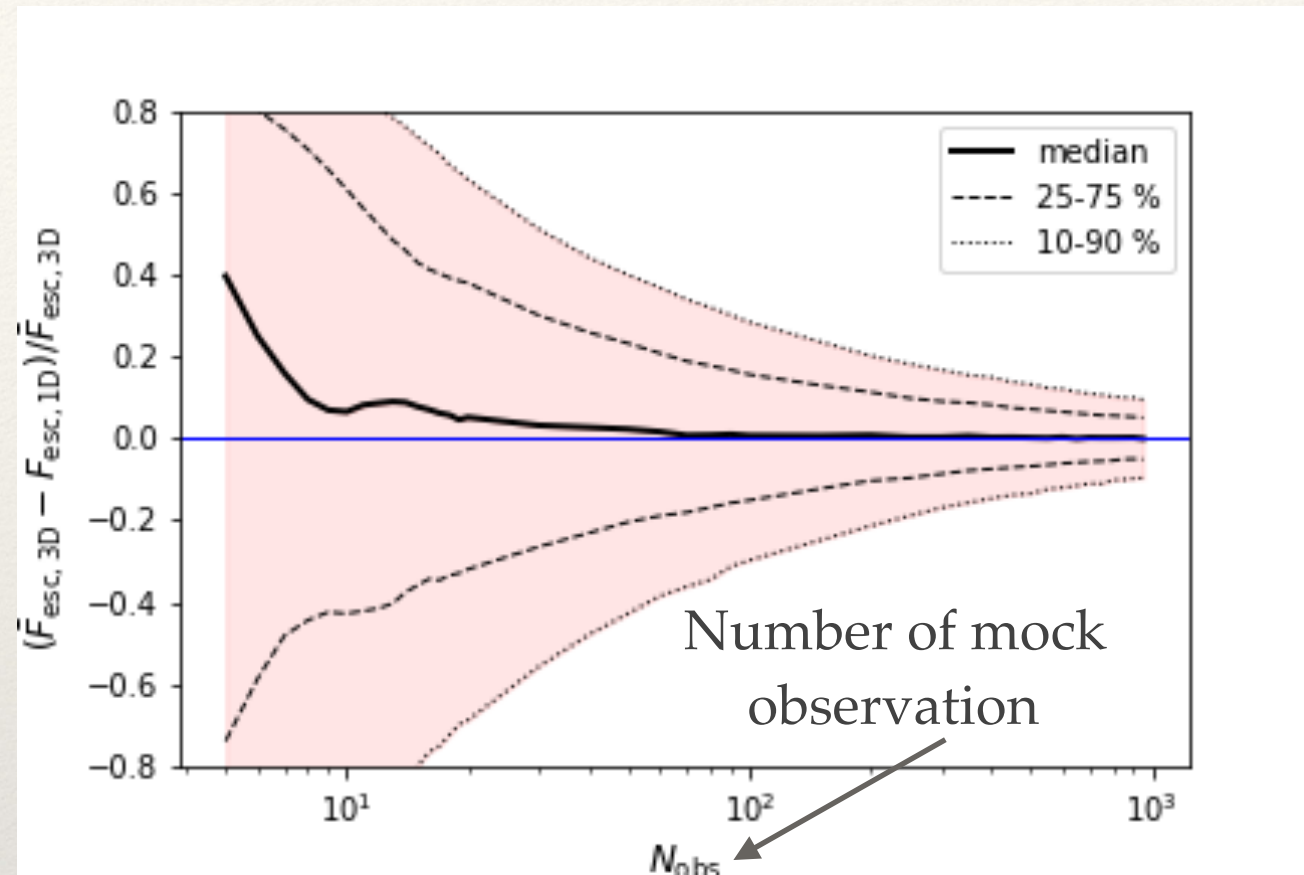 0.8
0.6
0.4
0.2
0.0
−0.2
−0.4
−0.6
−0.8
(F̄esc, 3D − Fesc, 1D)/F̄esc, 3D
median
25-75 %
10-90 %
Number of mock
observation
10¹ 10² 10³
Nobs